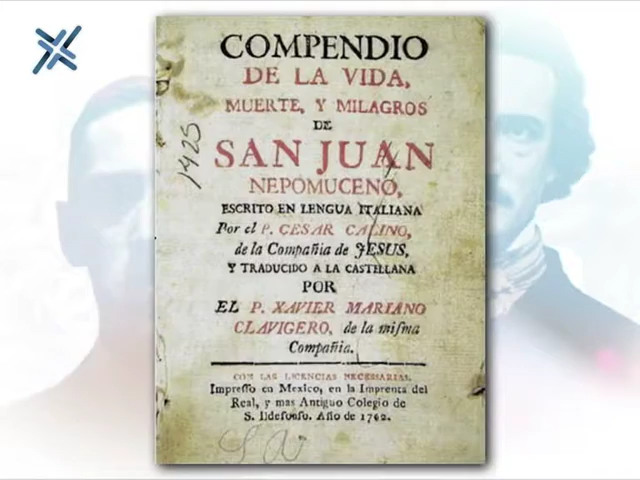 COMPENDIO
DE LA VIDA,
MUERTE, Y MILAGROS
DE
SAN JUAN
NEPOMUCENO,
ESCRITO EN LENGUA ITALIANA
Por el P. CESAR CALINO,
de la Compañia de JESUS,
Y TRADUCIDO A LA CASTELLANA
POR
EL P. XAVIER MARIANO
CLAVIGERO, de la miſma
Compañia.
CON LAS LICENCIAS NECESSARIAS.
Impreſſo en Mexico, en la Imprenta del
Real, y mas Antiguo Colegio de
S. Ildefonſo. Año de 1762.
1425